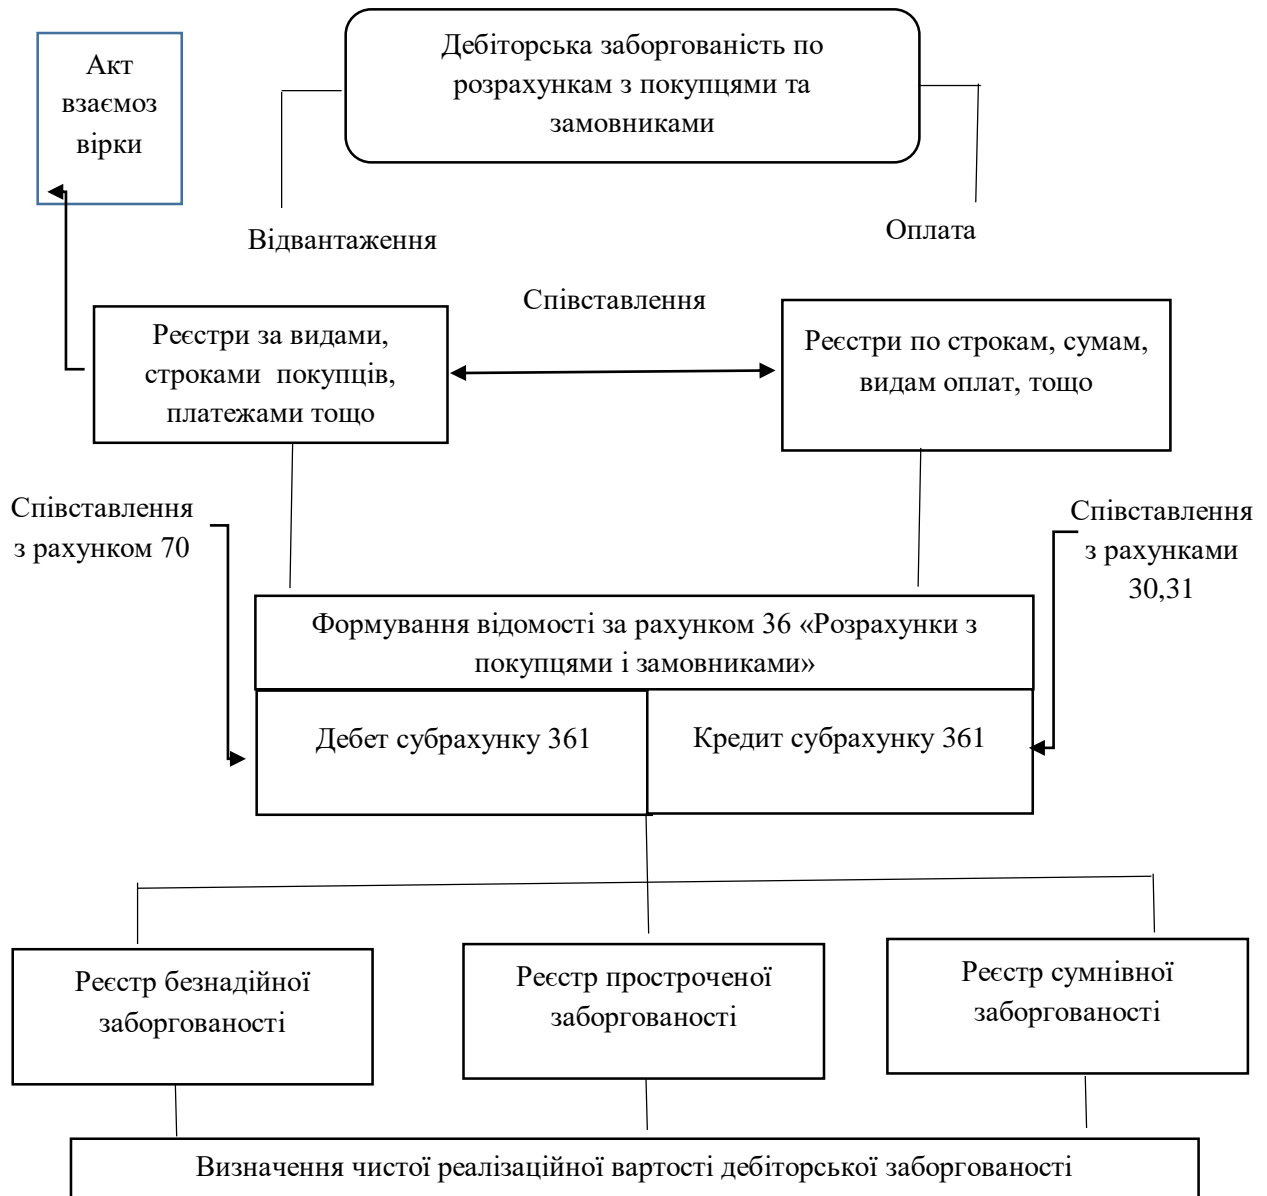 Акт
взаємоз
вірки
Дебіторська заборгованість по
розрахункам з покупцями та
замовниками
Відвантаження
Оплата
Співставлення
Реєстри за видами,
строками покупців,
платежами тощо
Реєстри по строкам, сумам,
видам оплат, тощо
Співставлення
з рахунком 70
Співставлення
з рахунками
30,31
Формування відомості за рахунком 36 «Розрахунки з
покупцями і замовниками»
Дебет субрахунку 361
Кредит субрахунку 361
Реєстр безнадійної
заборгованості
Реєстр простроченої
заборгованості
Реєстр сумнівної
заборгованості
Визначення чистої реалізаційної вартості дебіторської заборгованості